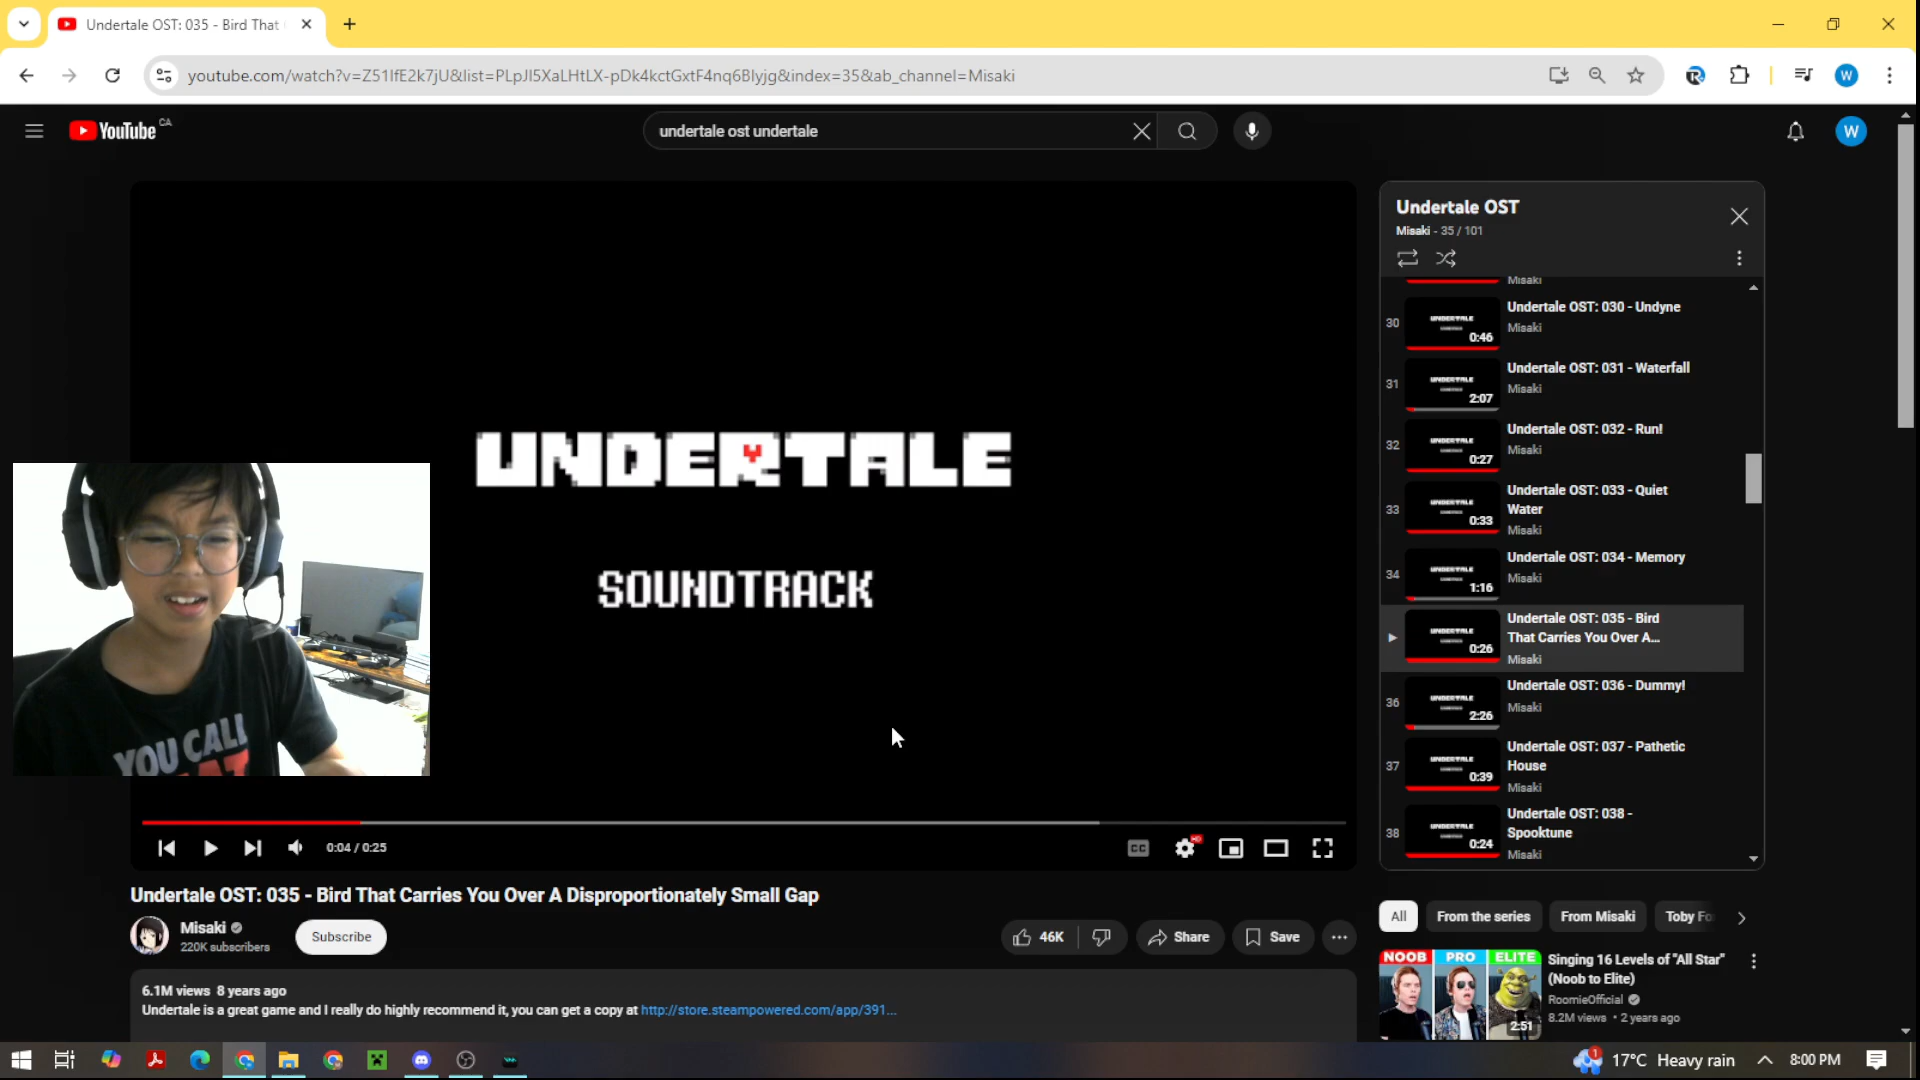 Undertale OST: 035 - Bird That
youtube.com/watch?v=Z51lfE2k7jU&list=PLpJl5XaLHtLX-pDk4kctGxtF4nq6BIyjg&index=35&ab_channel=Misaki
W
YouTube CA
undertale ost undertale
W
UNDERTALE
SOUNDTRACK
YOU CALL
0:04 / 0:25
CC
HD
Undertale OST: 035 - Bird That Carries You Over A Disproportionately Small Gap
Misaki
220K subscribers
Subscribe
46K
Share
Save
6.1M views 8 years ago
Undertale is a great game and I really do highly recommend it, you can get a copy at http://store.steampowered.com/app/391...
Undertale OST
Misaki - 35 / 101
Misaki
30
0:46
Undertale OST: 030 - Undyne
Misaki
31
2:07
Undertale OST: 031 - Waterfall
Misaki
32
0:27
Undertale OST: 032 - Run!
Misaki
33
0:33
Undertale OST: 033 - Quiet
Water
Misaki
34
1:16
Undertale OST: 034 - Memory
Misaki
0:26
Undertale OST: 035 - Bird
That Carries You Over A...
Misaki
36
2:26
Undertale OST: 036 - Dummy!
Misaki
37
0:39
Undertale OST: 037 - Pathetic
House
Misaki
38
0:24
Undertale OST: 038 -
Spooktune
Misaki
All
From the series
From Misaki
Toby Fo
NOOB PRO ELITE
2:51
Singing 16 Levels of "All Star"
(Noob to Elite)
RoomieOfficial
8.2M views • 2 years ago
1
17°C Heavy rain
8:00 PM